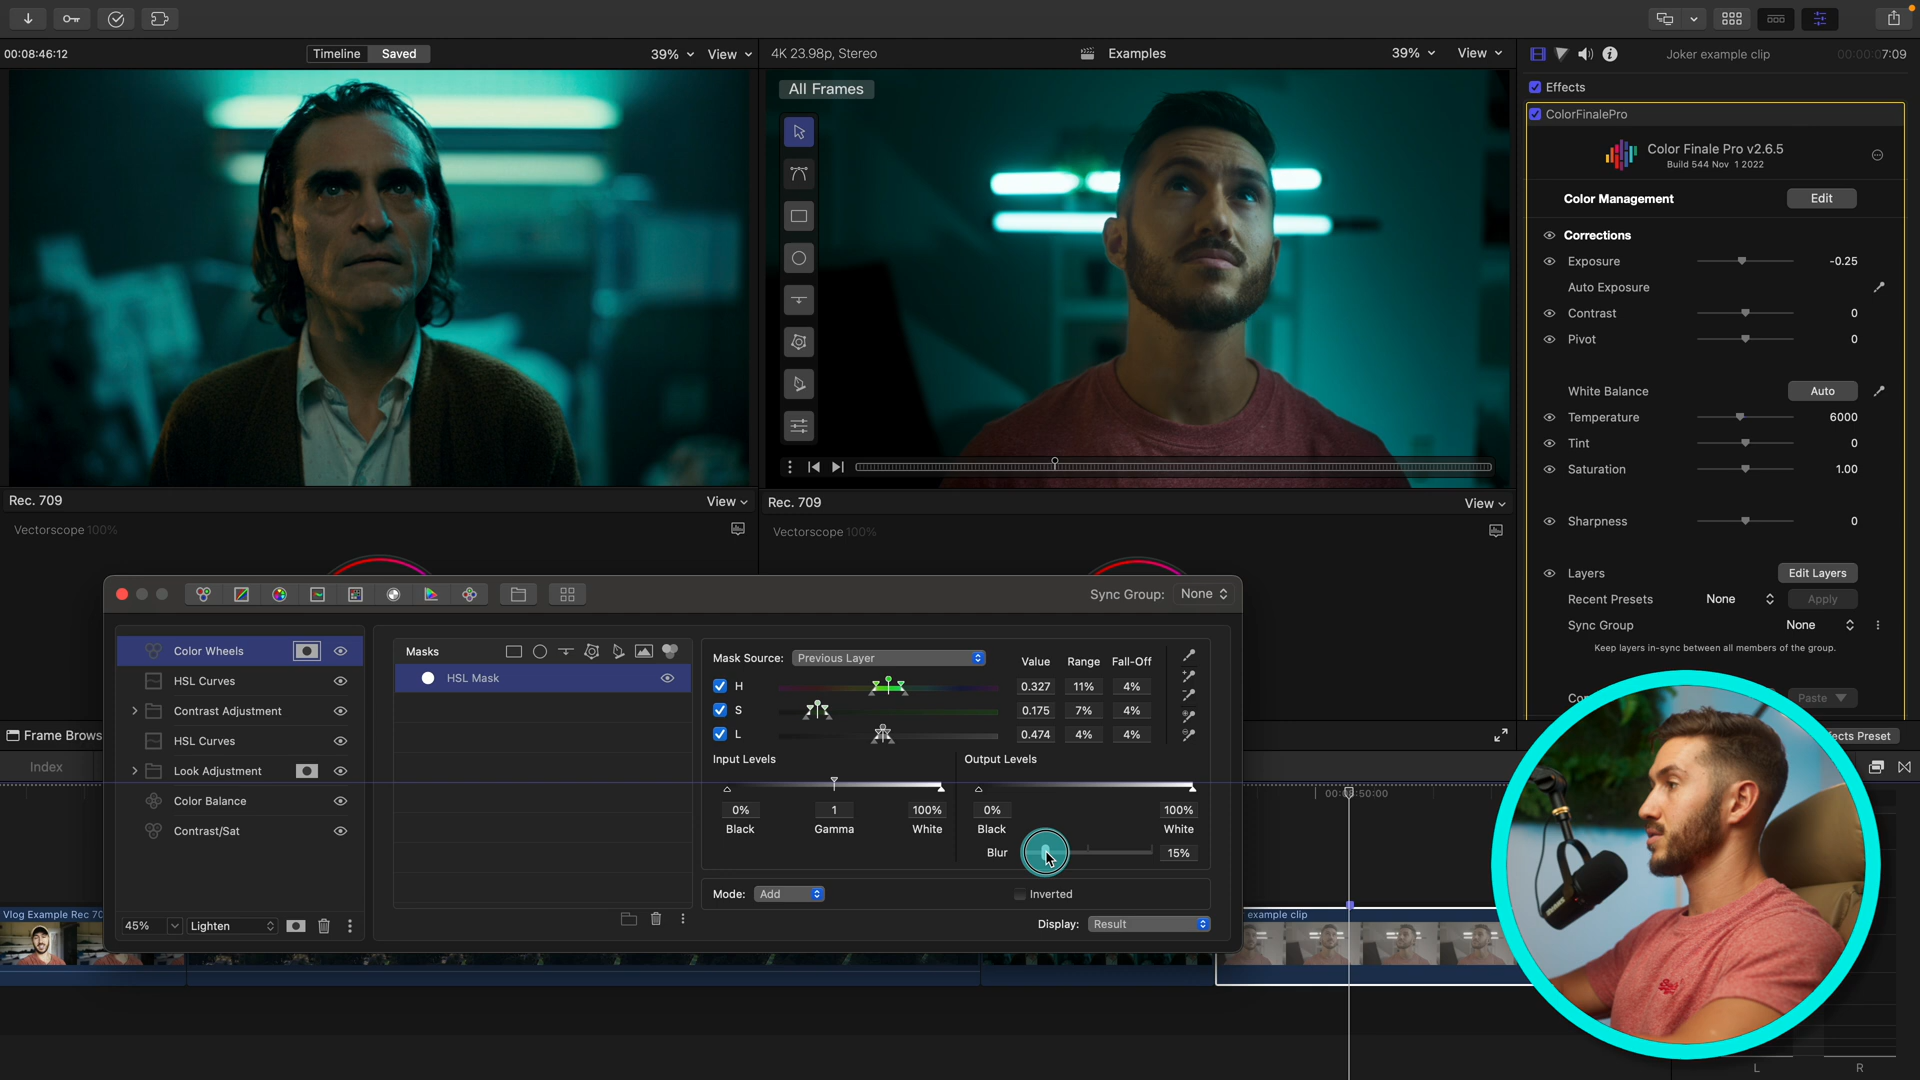 00:08:46:12
Timeline
Saved
39%
View
4K 23.98p, Stereo
Examples
39%
View
Joker example clip
00:00:07:09
All Frames
Effects
ColorFinalePro
Color Finale Pro v2.6.5
Build 544 Nov 1 2022
Color Management
Edit
Corrections
Exposure
-0.25
Auto Exposure
Contrast
0
Pivot
0
White Balance
Auto
Temperature
6000
Tint
0
Saturation
1.00
Sharpness
0
Layers
Edit Layers
Recent Presets
None
Apply
Sync Group
None
Keep layers in-sync between all members of the group.
Paste
Rec. 709
View
Rec. 709
View
Vectorscope 100%
Vectorscope 100%
Sync Group:
None
Color Wheels
HSL Curves
Contrast Adjustment
HSL Curves
Look Adjustment
Color Balance
Contrast/Sat
45%
Lighten
Masks
HSL Mask
Mask Source:
Previous Layer
Value
Range
Fall-Off
H
0.327
11%
4%
S
0.175
7%
4%
L
0.474
4%
4%
Input Levels
Output Levels
0%
1
100%
0%
100%
Black
Gamma
White
Black
White
Blur
15%
Mode:
Add
Inverted
Display:
Result
Frame Brows
Index
Preset
Vlog Example Rec 70
example clip
L
R